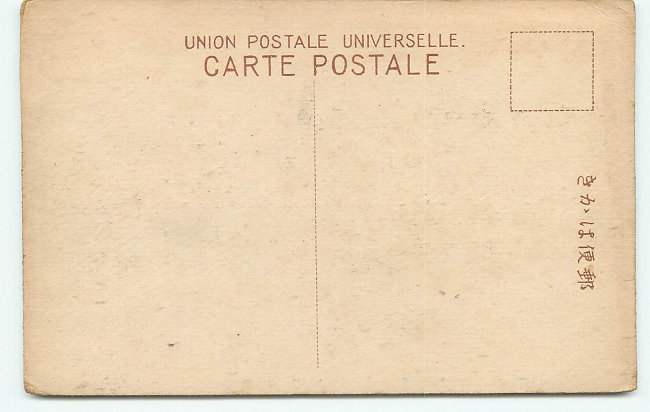 UNION POSTALE UNIVERSELLE.
CARTE POSTALE
きかは便郵